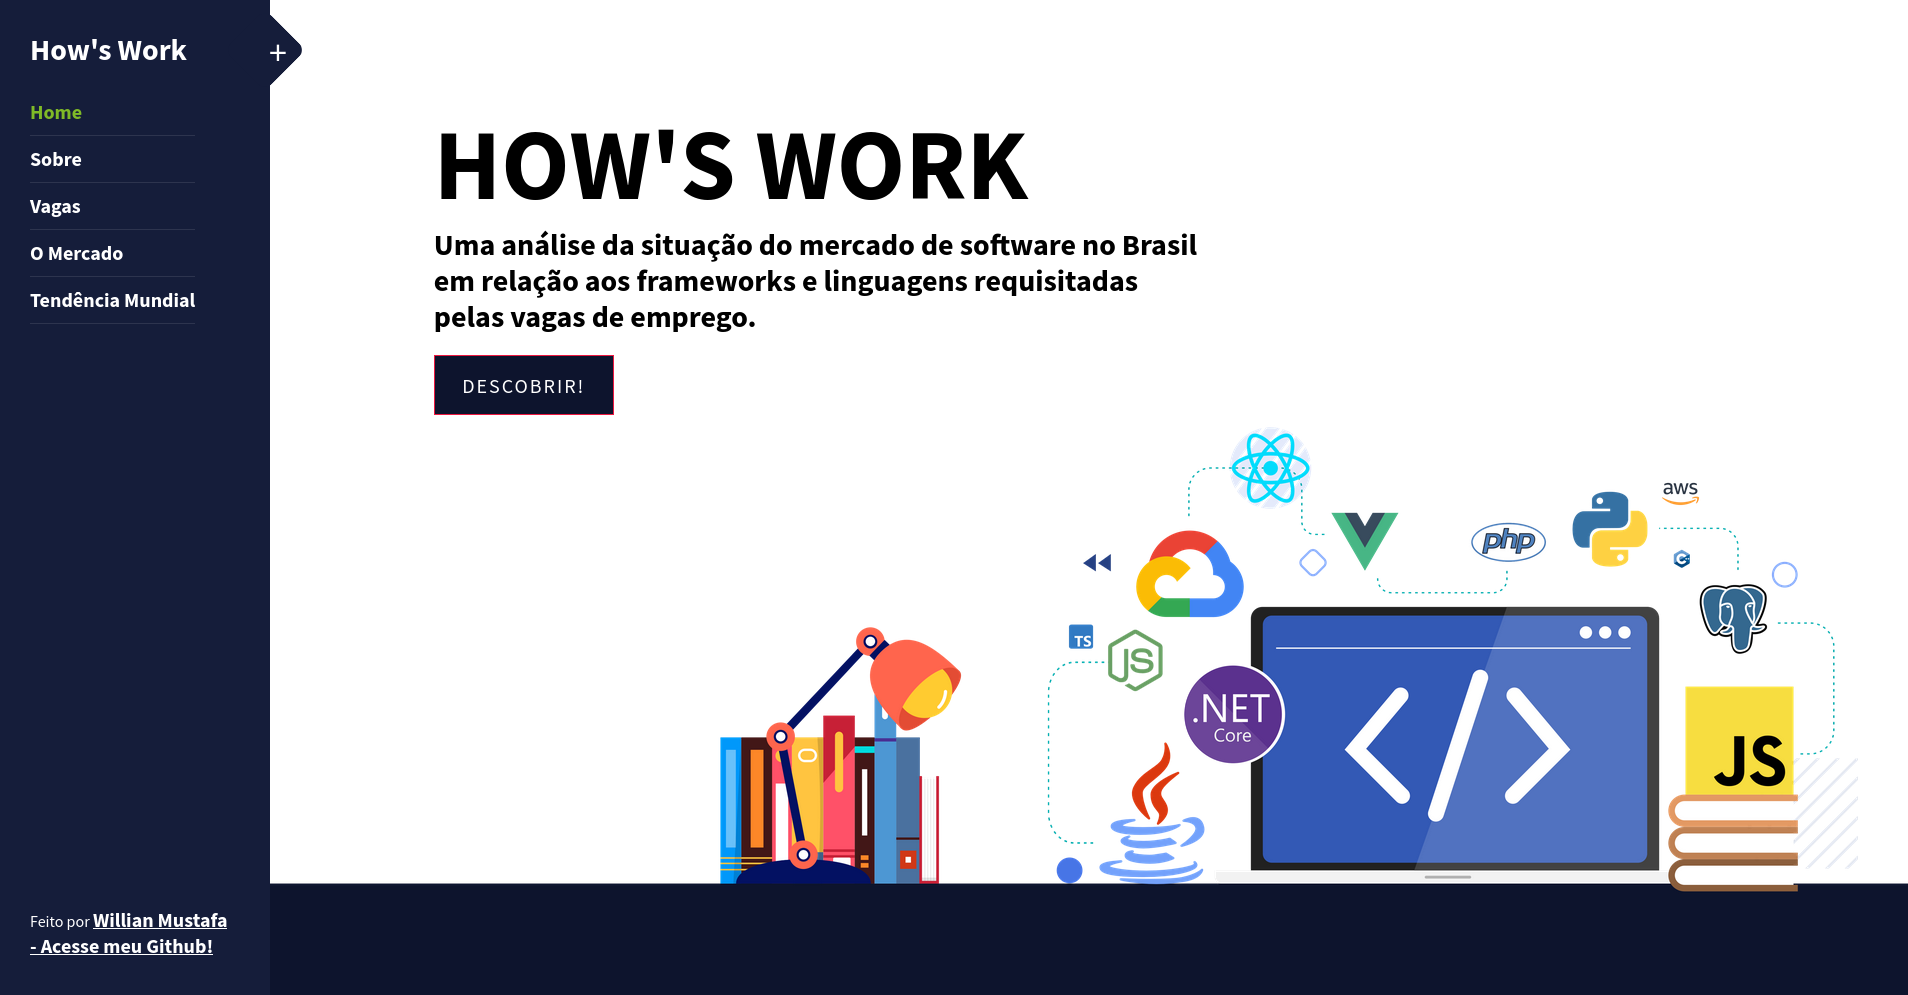 How's Work
+
Home
Sobre
Vagas
O Mercado
Tendência Mundial
Feito por Willian Mustafa
- Acesse meu Github!
HOW'S WORK
Uma análise da situação do mercado de software no Brasil
em relação aos frameworks e linguagens requisitadas
pelas vagas de emprego.
DESCOBRIR!
aws
php
C
TS
JS
.NET
Core
</>
JS